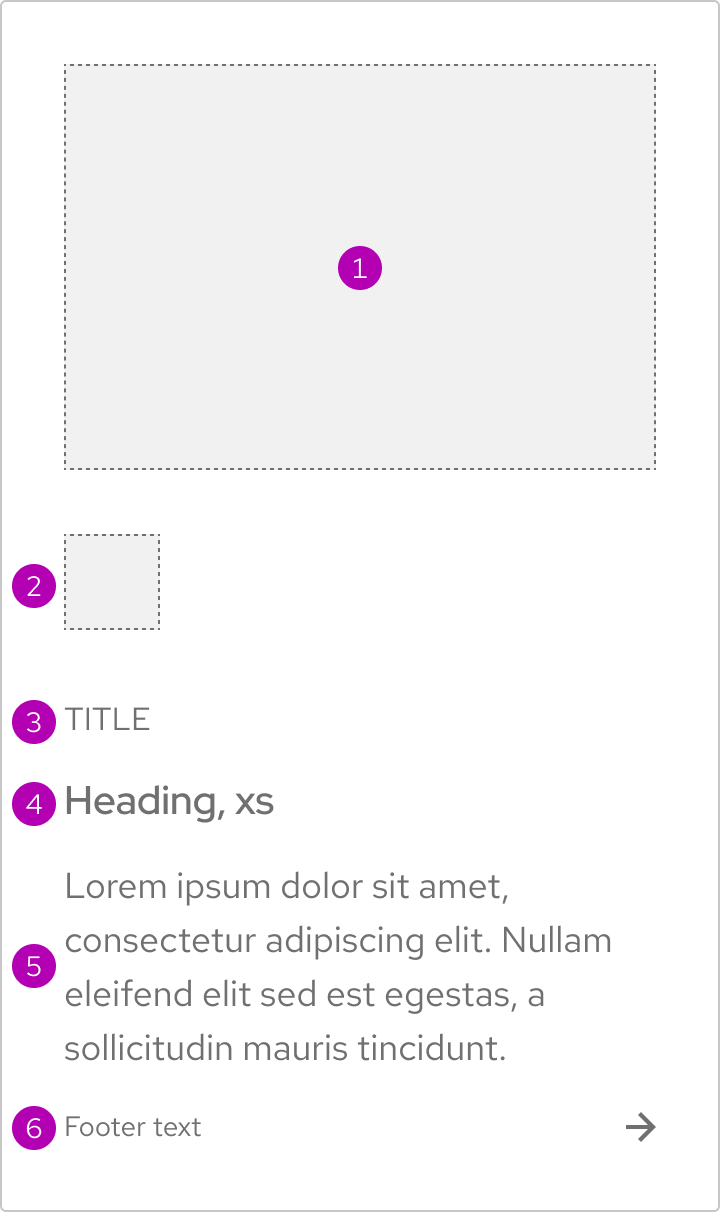 1
2
3 TITLE
4 Heading, xs
Lorem ipsum dolor sit amet,
consectetur adipiscing elit. Nullam
5
eleifend elit sed est egestas, a
sollicitudin mauris tincidunt.
6 Footer text